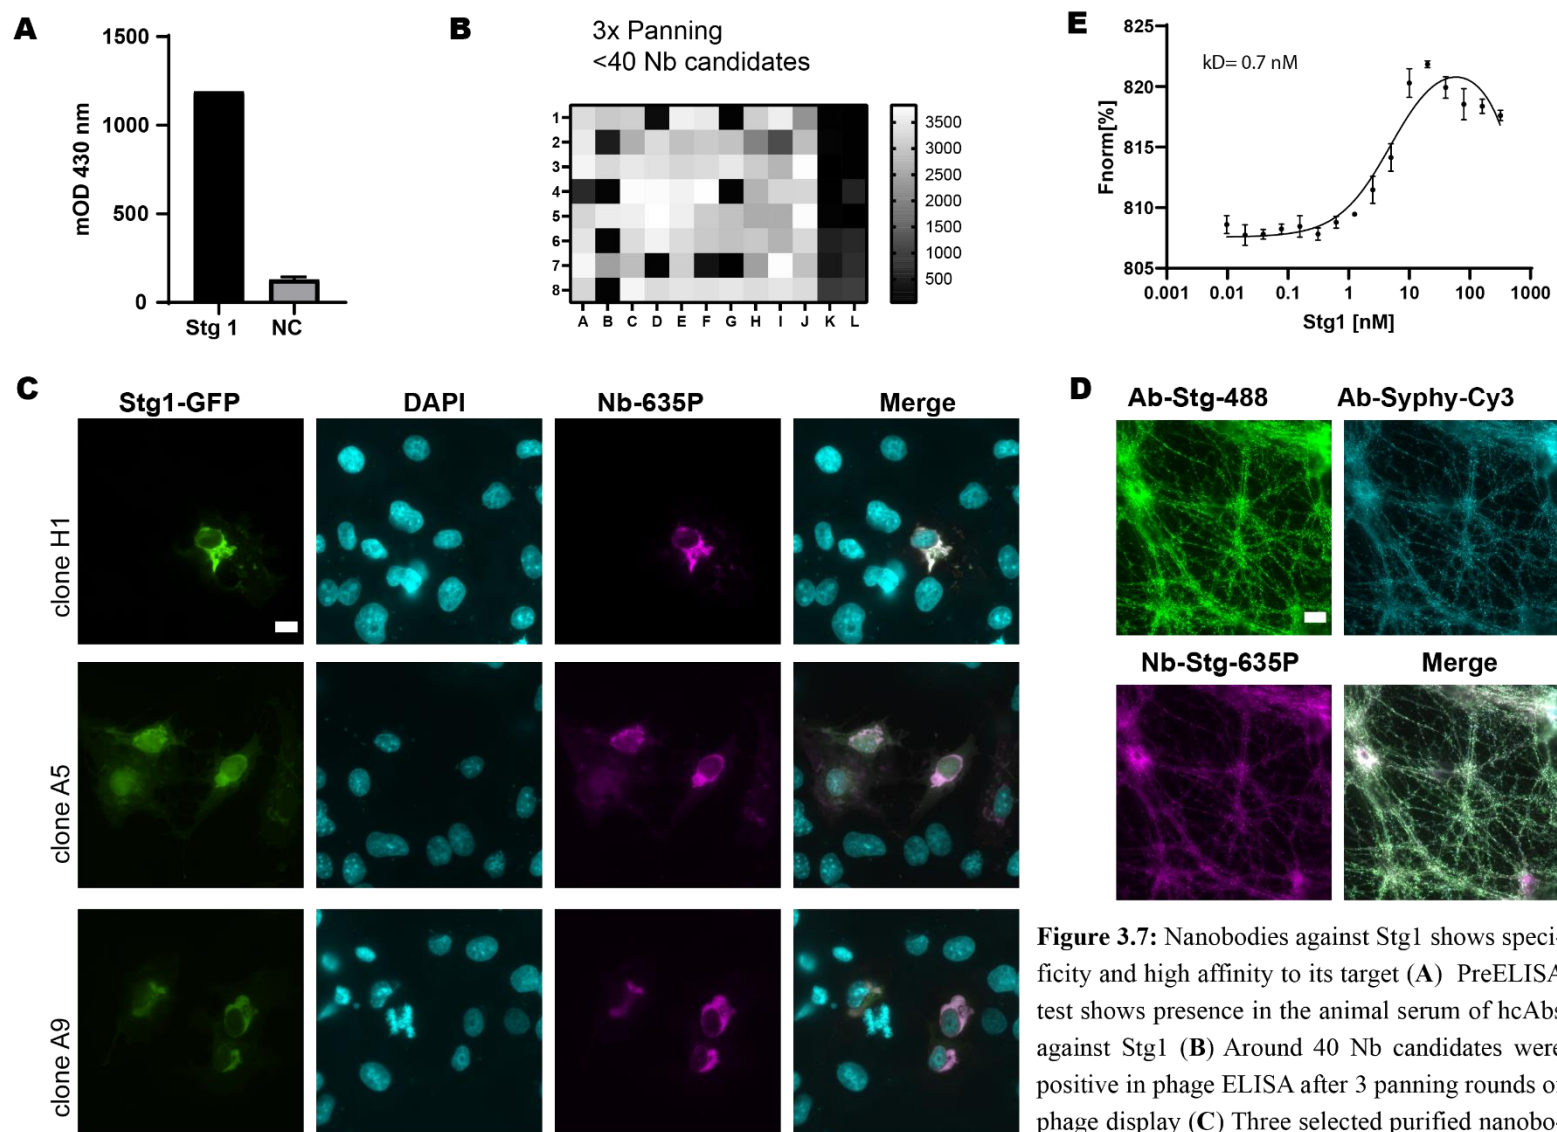 A
1500
1000
500
0
mOD 430 nm
Stg 1
NC
B
3x Panning
<40 Nb candidates
1
2
3
4
5
6
7
8
A B C D E F G H I J K L
3500
3000
2500
2000
1500
1000
500
E
825
820
815
810
805
Fnorm[%]
kD= 0.7 nM
0.001 0.01 0.1 1 10 100 1000
Stg1 [nM]
C
Stg1-GFP DAPI Nb-635P Merge
clone H1
clone A5
clone A9
D
Ab-Stg-488 Ab-Syphy-Cy3
Nb-Stg-635P Merge
Figure 3.7: Nanobodies against Stg1 shows speci-
ficity and high affinity to its target (A) PreELISA
test shows presence in the animal serum of hcAbs
against Stg1 (B) Around 40 Nb candidates were
positive in phage ELISA after 3 panning rounds of
phage display (C) Three selected purified nanobo-